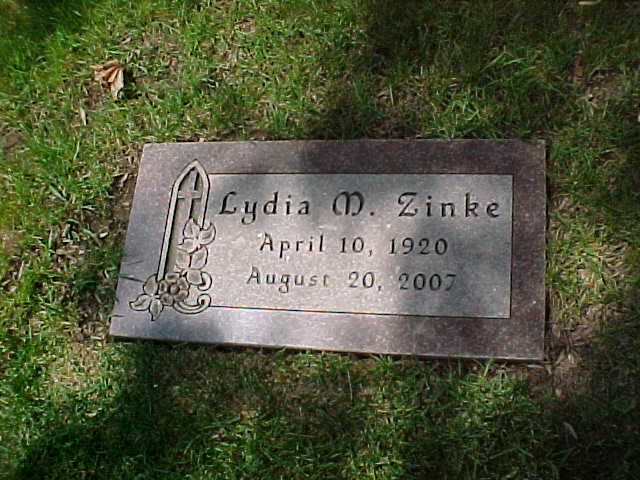 Lydia M. Zinke
April 10, 1920
August 20, 2007